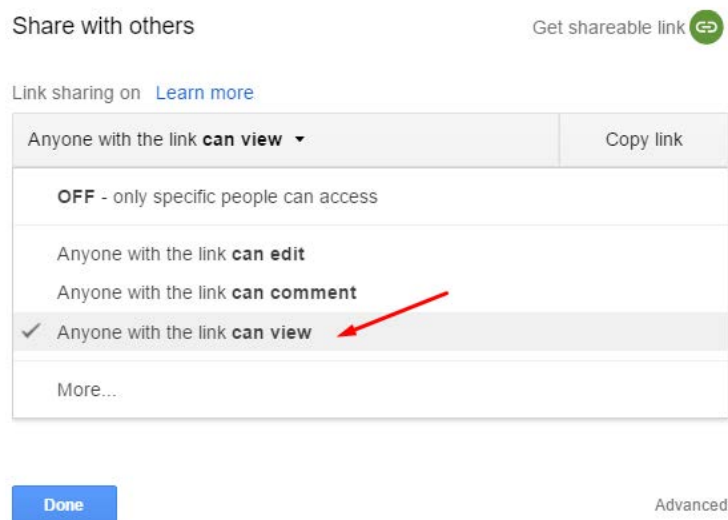 Share with others
Get shareable link
Link sharing on Learn more
Anyone with the link can view
Copy link
OFF - only specific people can access
Anyone with the link can edit
Anyone with the link can comment
Anyone with the link can view
More...
Done
Advanced